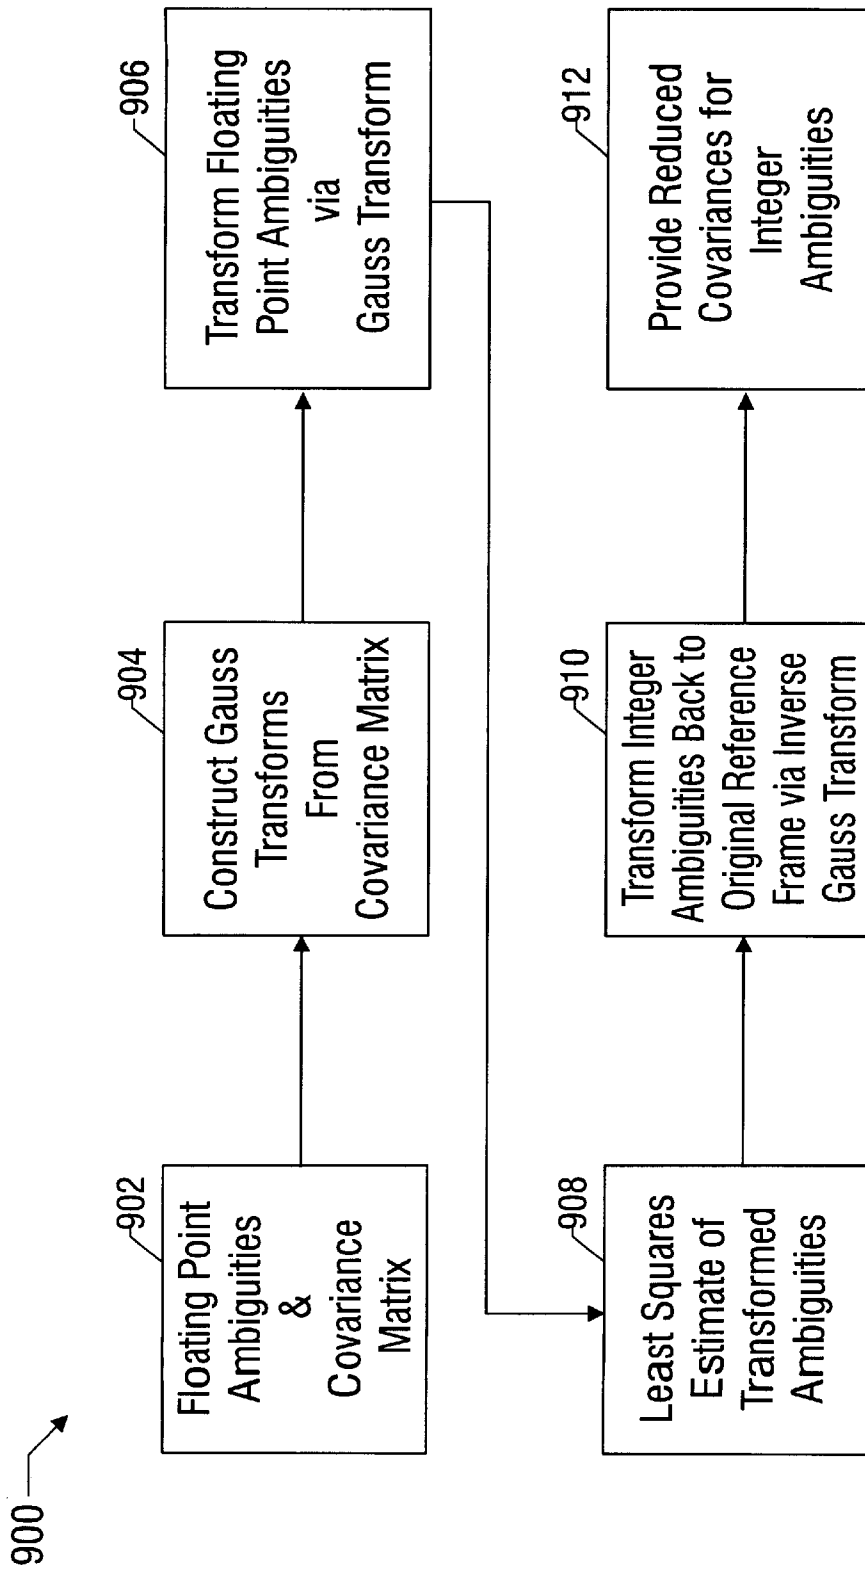 900
902
Floating Point
Ambiguities
&
Covariance
Matrix
904
Construct Gauss
Transforms
From
Covariance Matrix
906
Transform Floating
Point Ambiguities
via
Gauss Transform
908
Least Squares
Estimate of
Transformed
Ambiguities
910
Transform Integer
Ambiguities Back to
Original Reference
Frame via Inverse
Gauss Transform
912
Provide Reduced
Covariances for
Integer
Ambiguities